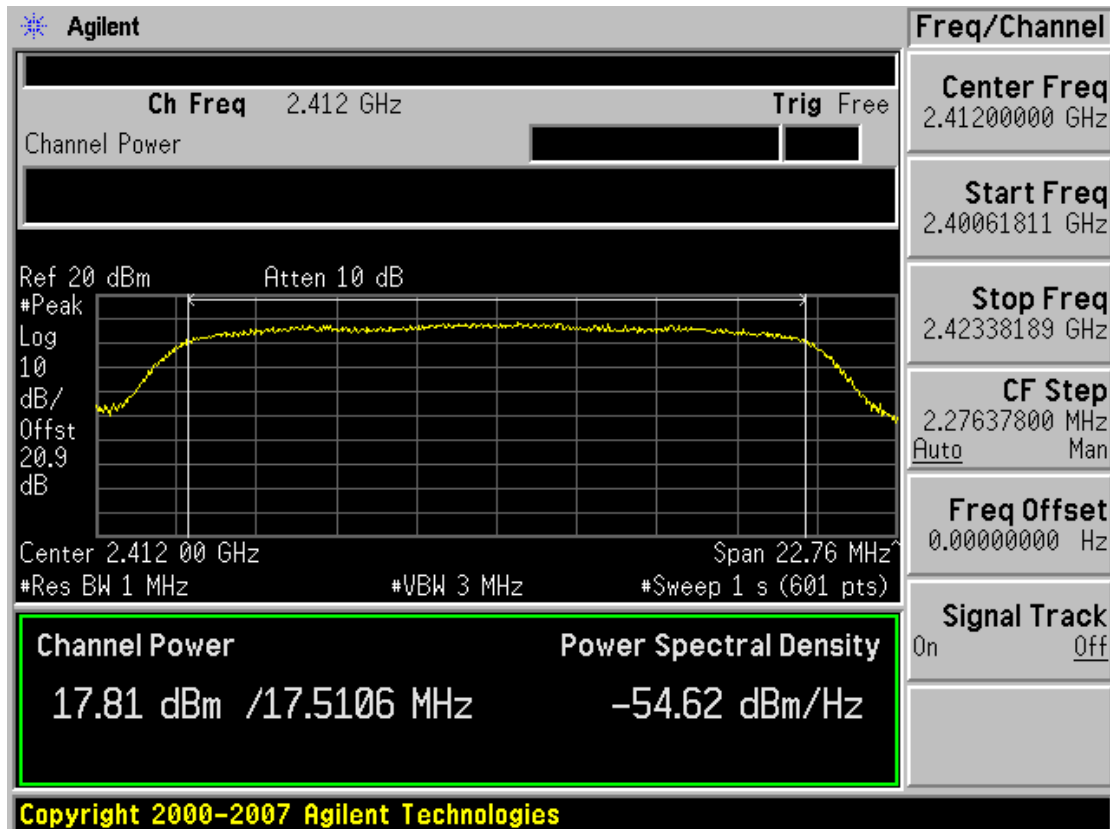 Agilent
Freq/Channel
Ch Freq 2.412 GHz Trig Free
Channel Power
Ref 20 dBm Atten 10 dB
#Peak
Log
10
dB/
Offst
20.9
dB
Center 2.412 00 GHz Span 22.76 MHz^
#Res BW 1 MHz #VBW 3 MHz #Sweep 1 s (601 pts)
Channel Power Power Spectral Density
17.81 dBm /17.5106 MHz -54.62 dBm/Hz
Center Freq
2.41200000 GHz
Start Freq
2.40061811 GHz
Stop Freq
2.42338189 GHz
CF Step
2.27637800 MHz
Auto Man
Freq Offset
0.00000000 Hz
Signal Track
On Off
Copyright 2000-2007 Agilent Technologies